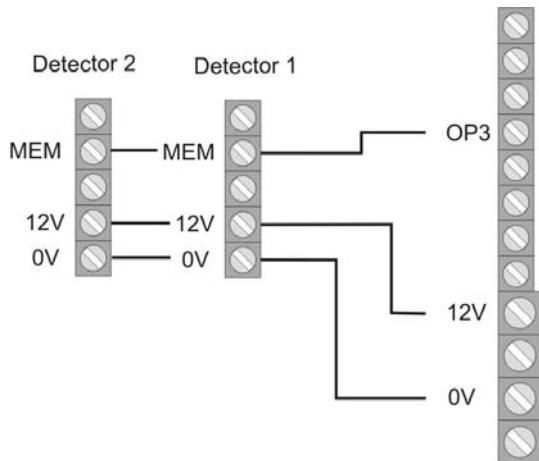 Detector 2
Detector 1
MEM
MEM
OP3
12V
12V
0V
0V
12V
0V